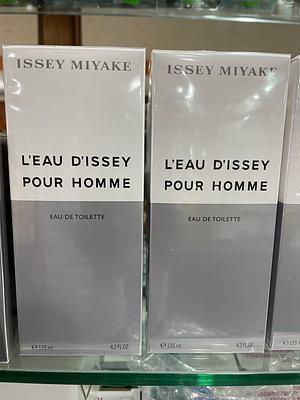 ISSEY MIYAKE
L'EAU D'ISSEY
POUR HOMME
EAU DE TOILETTE
℮125 ml 4.2 FL.OZ.
ISSEY MIYAKE
L'EAU D'ISSEY
POUR HOMME
EAU DE TOILETTE
℮125 ml 4.2 FL.OZ.